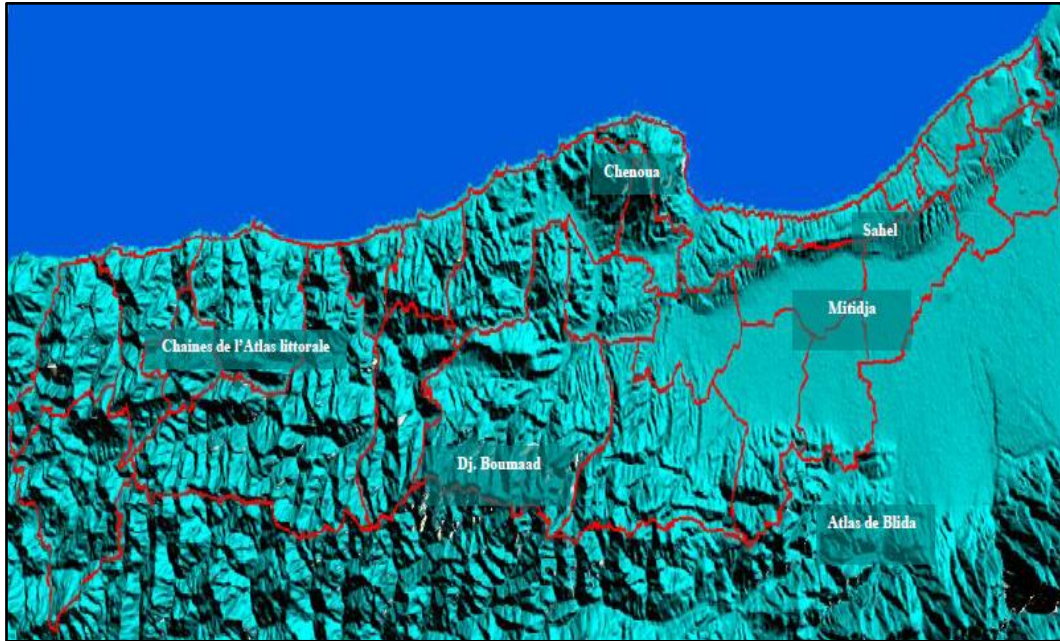 Chenoua
Sahel
Mitidja
Chaines de l'Atlas littorale
Dj. Boumaad
Atlas de Blida